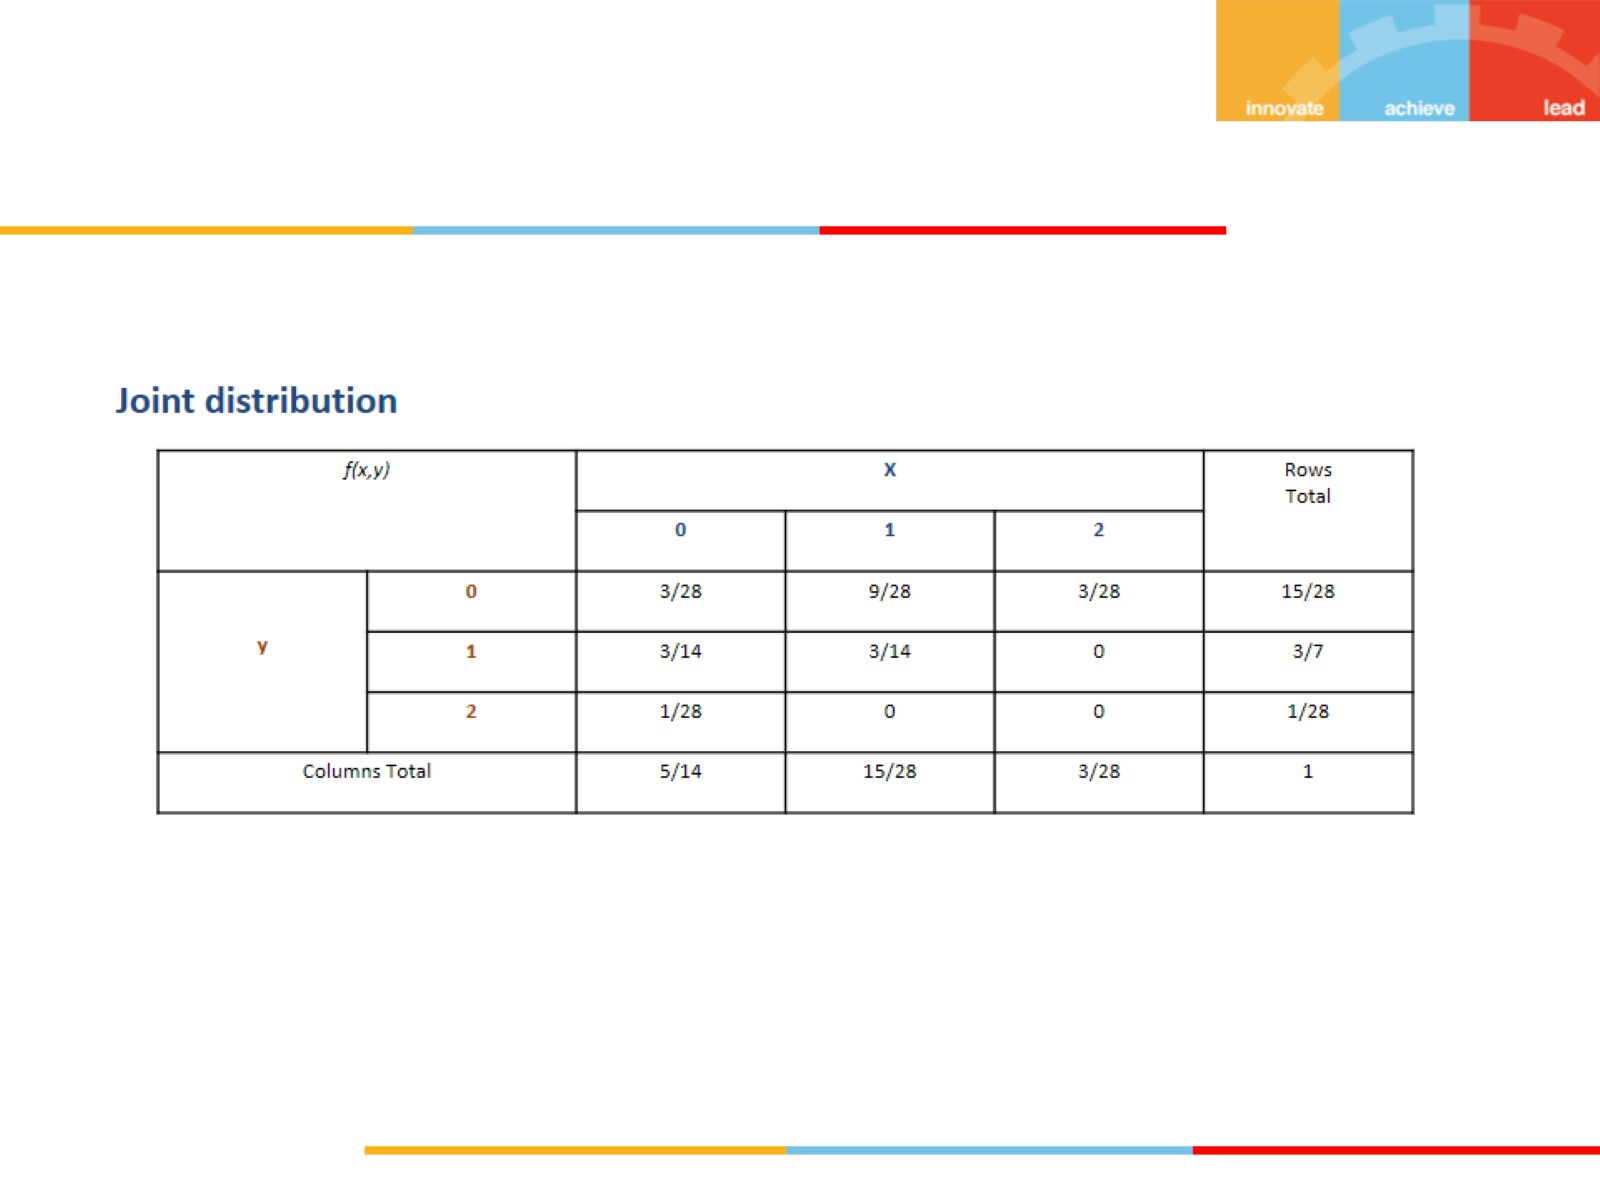 innovate achieve lead
Joint distribution
f(x,y) X Rows
Total
0 1 2
0 3/28 9/28 3/28 15/28
y 1 3/14 3/14 0 3/7
2 1/28 0 0 1/28
Columns Total 5/14 15/28 3/28 1